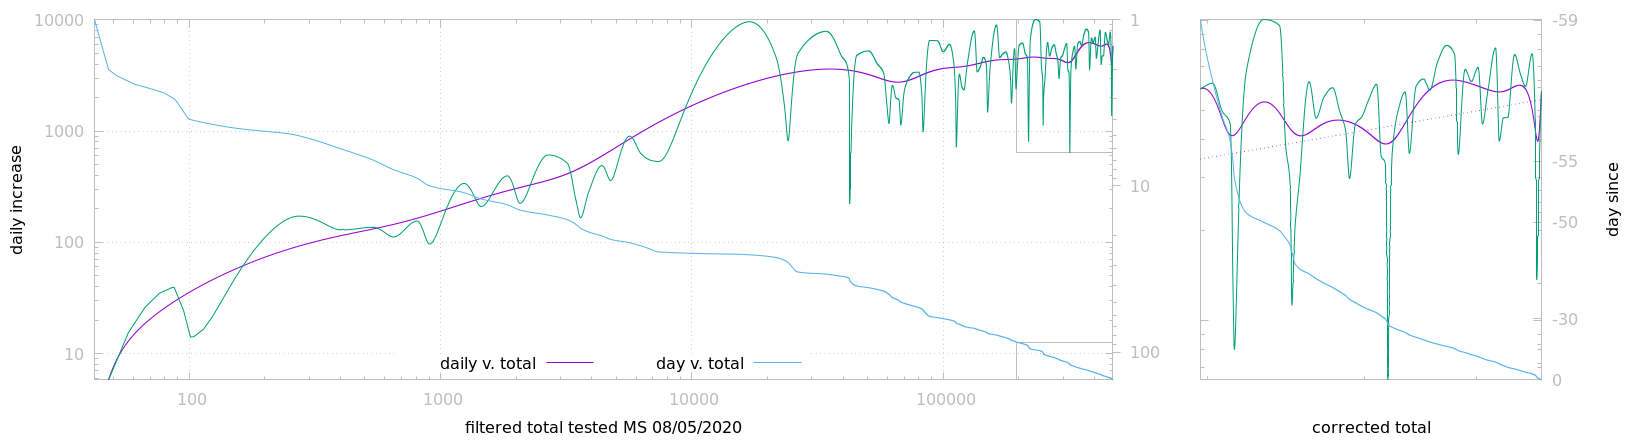 10000
1000
100
10
daily increase
100
1000
10000
100000
1
10
100
daily v. total
day v. total
filtered total tested MS 08/05/2020
-59
-55
-50
-30
0
day since
corrected total